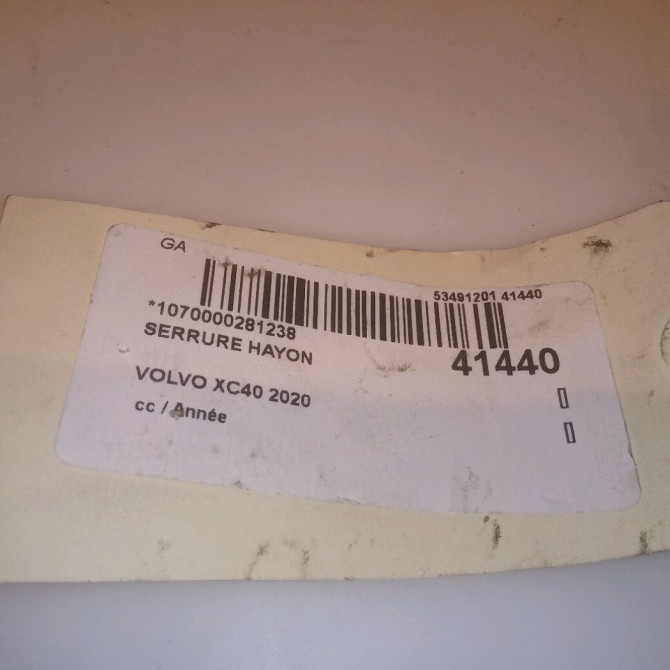 GA
53491201 41440
*1070000281238
SERRURE HAYON
41440
VOLVO XC40 2020
cc / Année